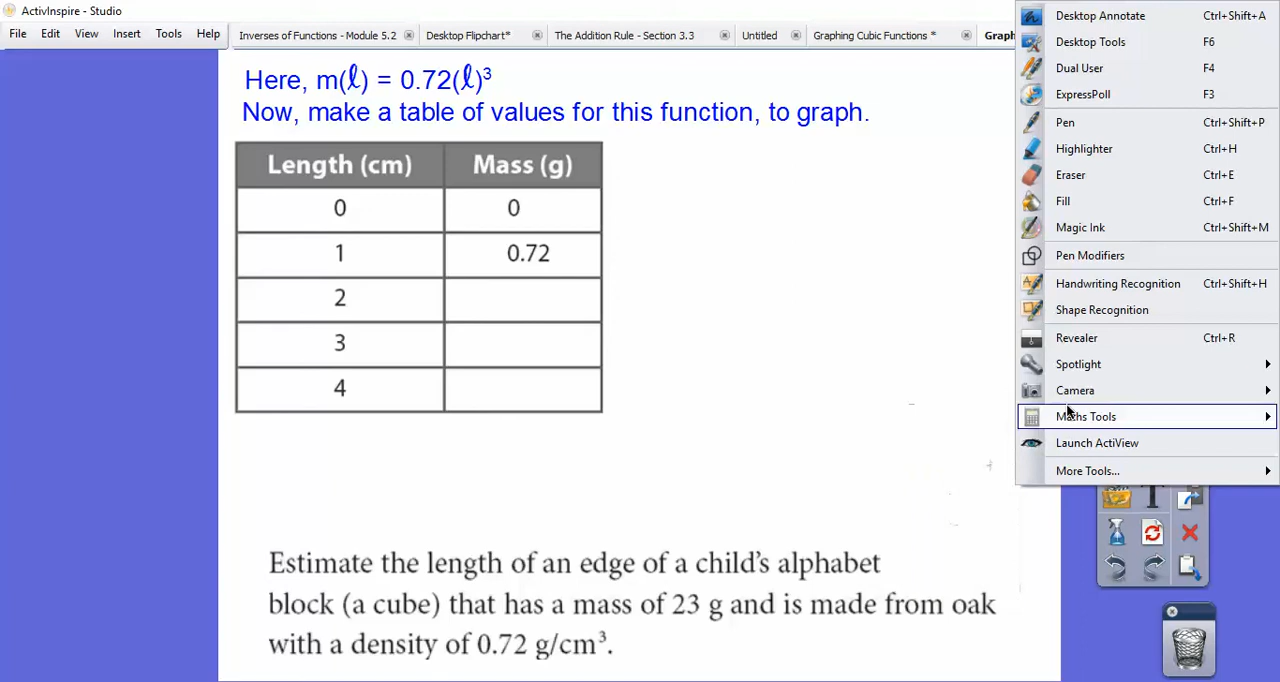 ActivInspire - Studio
File Edit View Insert Tools Help
Inverses of Functions - Module 5.2 Desktop Flipchart* The Addition Rule - Section 3.3 Untitled Graphing Cubic Functions * Graph
Here, m(ℓ) = 0.72(ℓ)³
Now, make a table of values for this function, to graph.
Length (cm) Mass (g)
0 0
1 0.72
2
3
4
Estimate the length of an edge of a child's alphabet
block (a cube) that has a mass of 23 g and is made from oak
with a density of 0.72 g/cm³.
Desktop Annotate Ctrl+Shift+A
Desktop Tools F6
Dual User F4
ExpressPoll F3
Pen Ctrl+Shift+P
Highlighter Ctrl+H
Eraser Ctrl+E
Fill Ctrl+F
Magic Ink Ctrl+Shift+M
Pen Modifiers
Handwriting Recognition Ctrl+Shift+H
Shape Recognition
Revealer Ctrl+R
Spotlight
Camera
Maths Tools
Launch ActiView
More Tools...